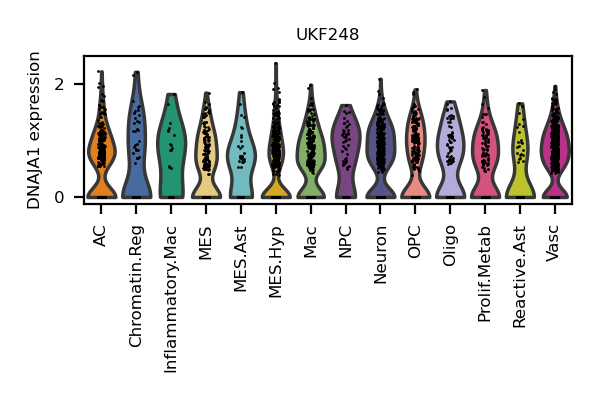 UKF248
DNAJA1 expression
2
0
AC
Chromatin.Reg
Inflammatory.Mac
MES
MES.Ast
MES.Hyp
Mac
NPC
Neuron
OPC
Oligo
Prolif.Metab
Reactive.Ast
Vasc